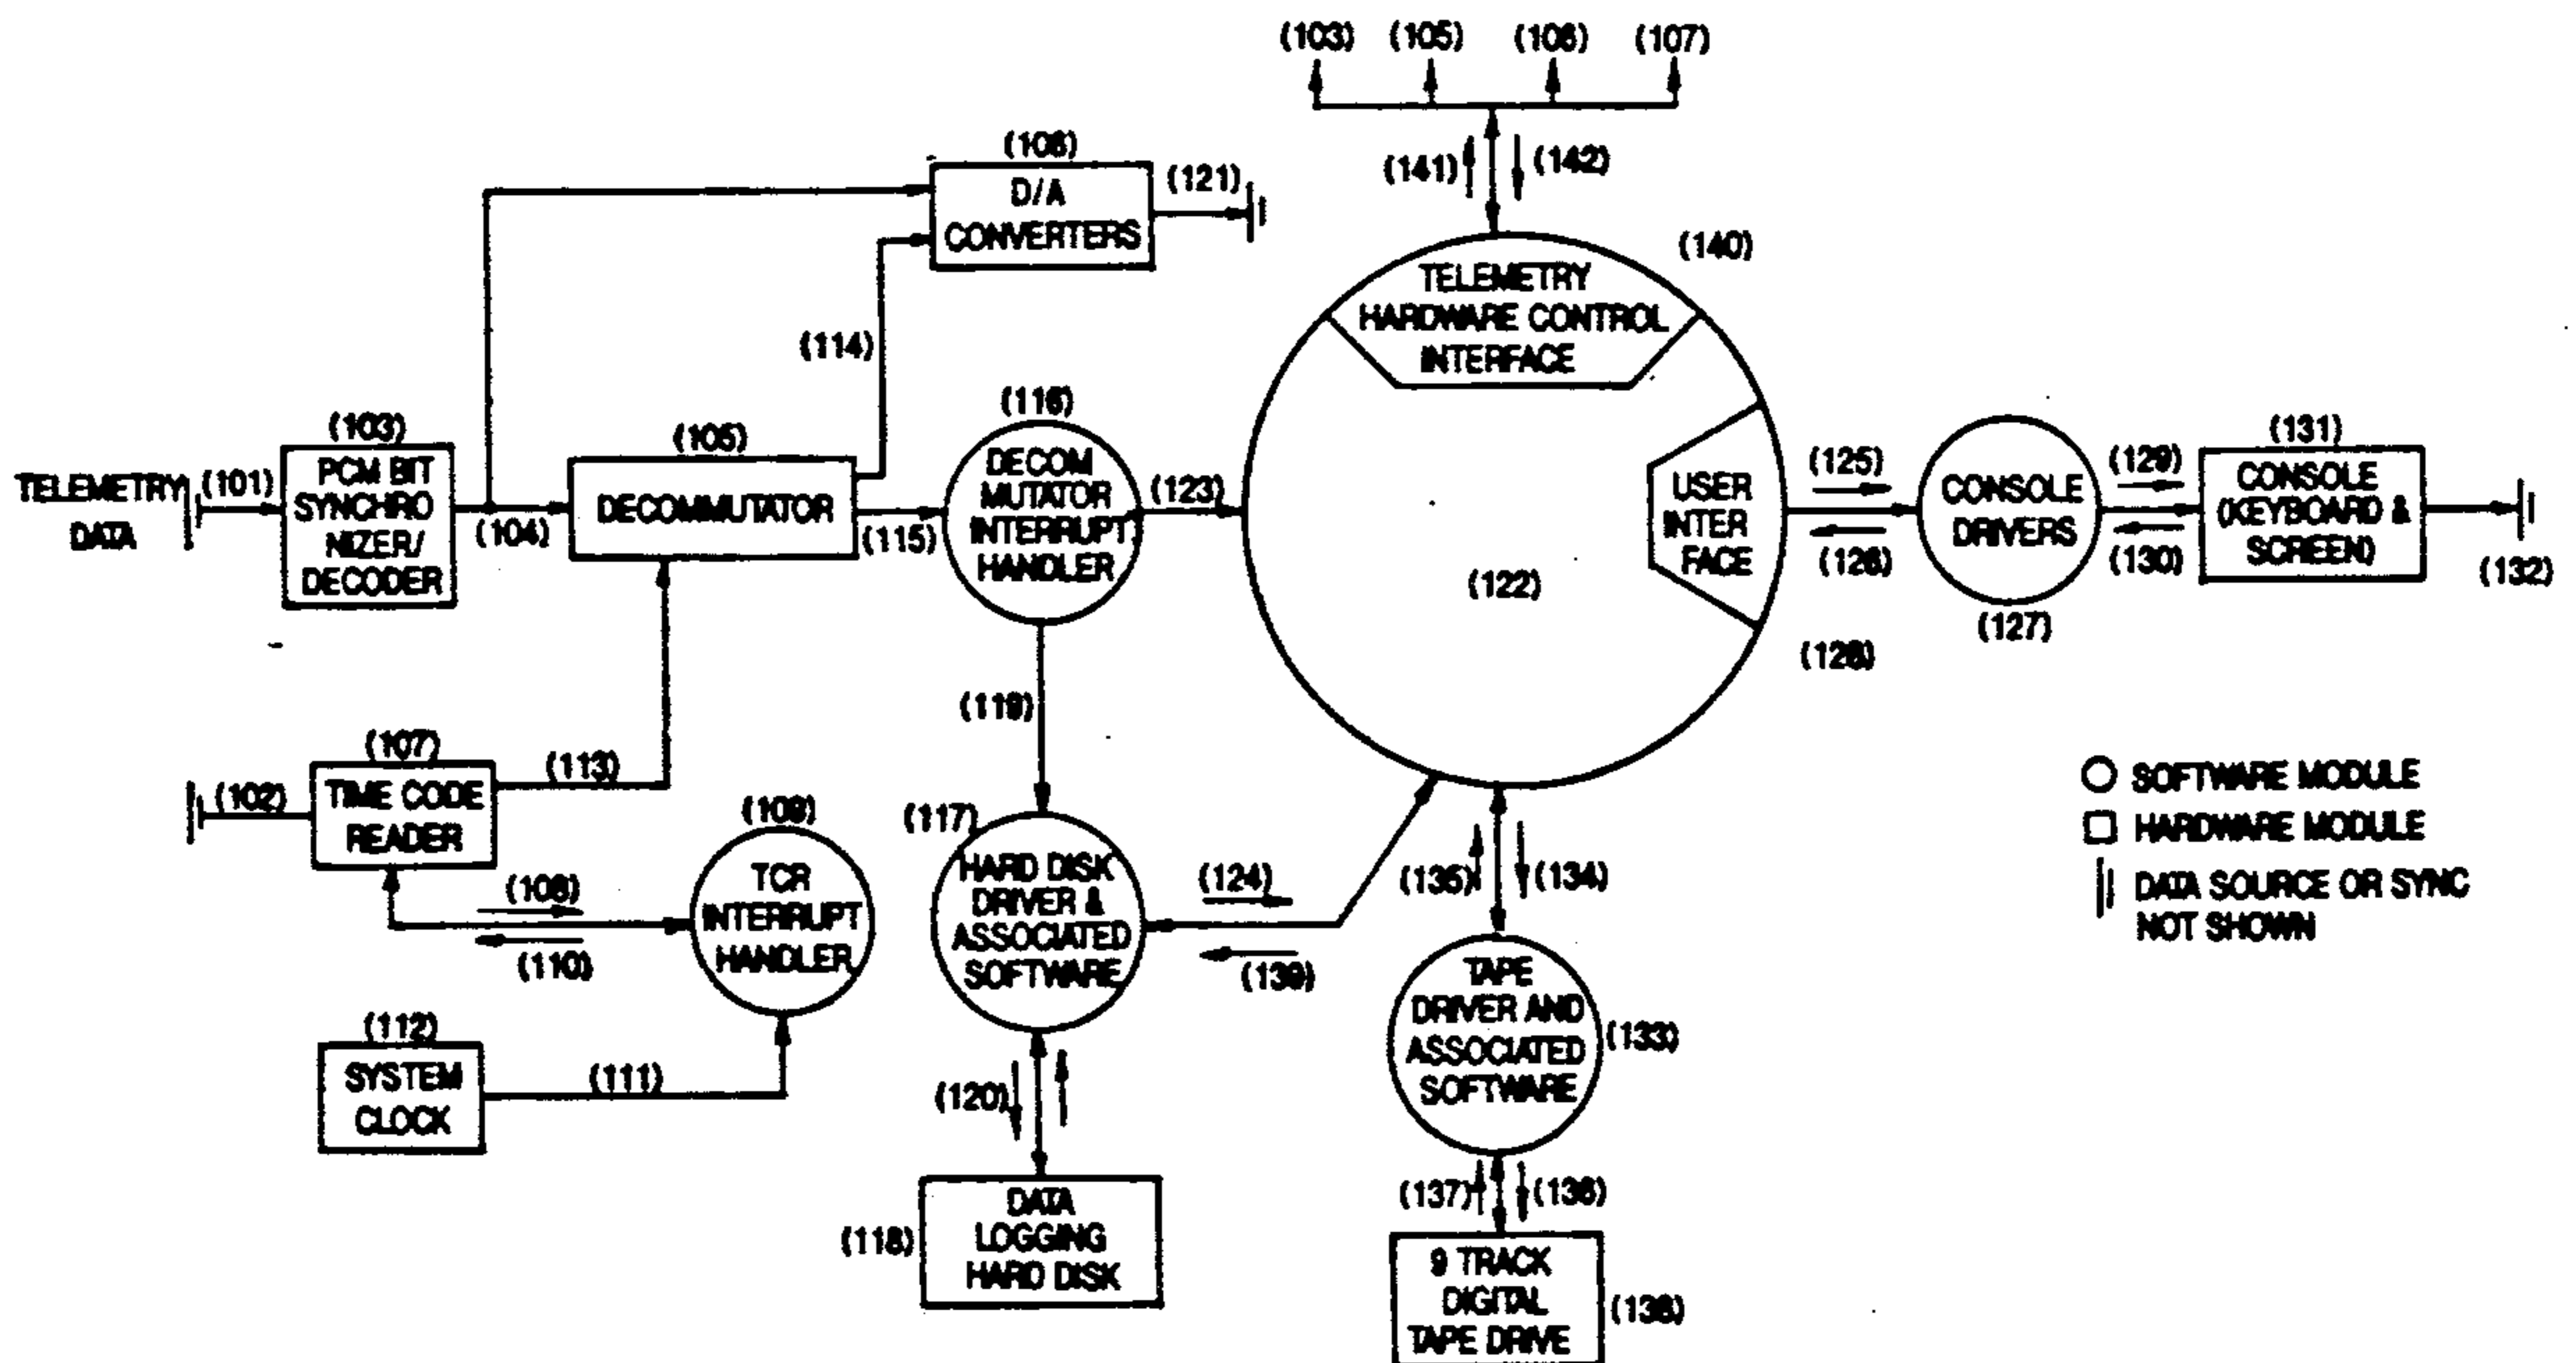 (103) (105) (106) (107)
(141) (142)
(106)
D/A
CONVERTERS
(121)
(140)
TELEMETRY
HARDWARE CONTROL
INTERFACE
(114)
TELEMETRY
DATA
(101)
(103)
PCM BIT
SYNCHRO
NIZER/
DECODER
(104)
(105)
DECOMMUTATOR
(115)
(116)
DECOM
MUTATOR
INTERRUPT
HANDLER
(123)
(122)
USER
INTER
FACE
(128)
(125)
(126)
CONSOLE
DRIVERS
(127)
(129)
(130)
(131)
CONSOLE
(KEYBOARD &
SCREEN)
(132)
(119)
(102)
(107)
TIME CODE
READER
(113)
(108)
(110)
(109)
TCR
INTERRUPT
HANDLER
(112)
SYSTEM
CLOCK
(111)
(117)
HARD DISK
DRIVER &
ASSOCIATED
SOFTWARE
(124)
(139)
(120)
(118)
DATA
LOGGING
HARD DISK
(135) (134)
TAPE
DRIVER AND
ASSOCIATED
SOFTWARE
(133)
(137) (136)
9 TRACK
DIGITAL
TAPE DRIVE
(138)
SOFTWARE MODULE
HARDWARE MODULE
DATA SOURCE OR SYNC
NOT SHOWN